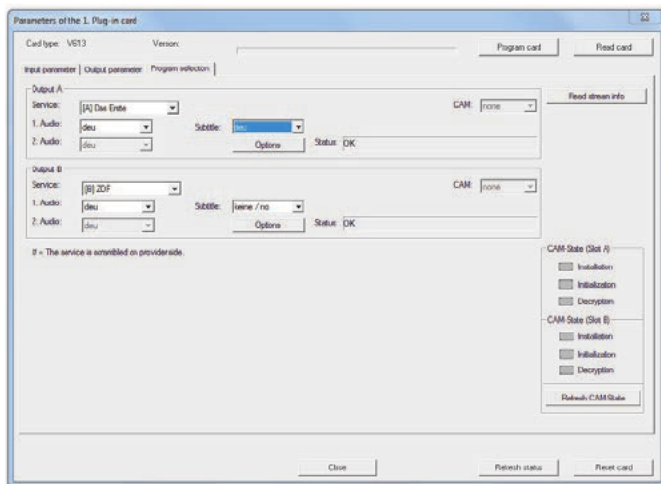 Parameters of the 1. Plug-in card
Card type: V613 Version: Program card Read card
Input parameter Output parameter Program selection
Output A
Service: [A] Das Erste CAM: none Read stream info
1. Audio: deu Subtitle: deu
2. Audio: deu Options Status: OK
Output B
Service: [B] ZDF CAM: none
1. Audio: deu Subtitle: keine / no
2. Audio: deu Options Status: OK
# = The service is scrambled on provider side.
CAM-State (Slot A)
Installation
Initialization
Decryption
CAM-State (Slot B)
Installation
Initialization
Decryption
Refresh CAM-State
Close Refresh status Reset card